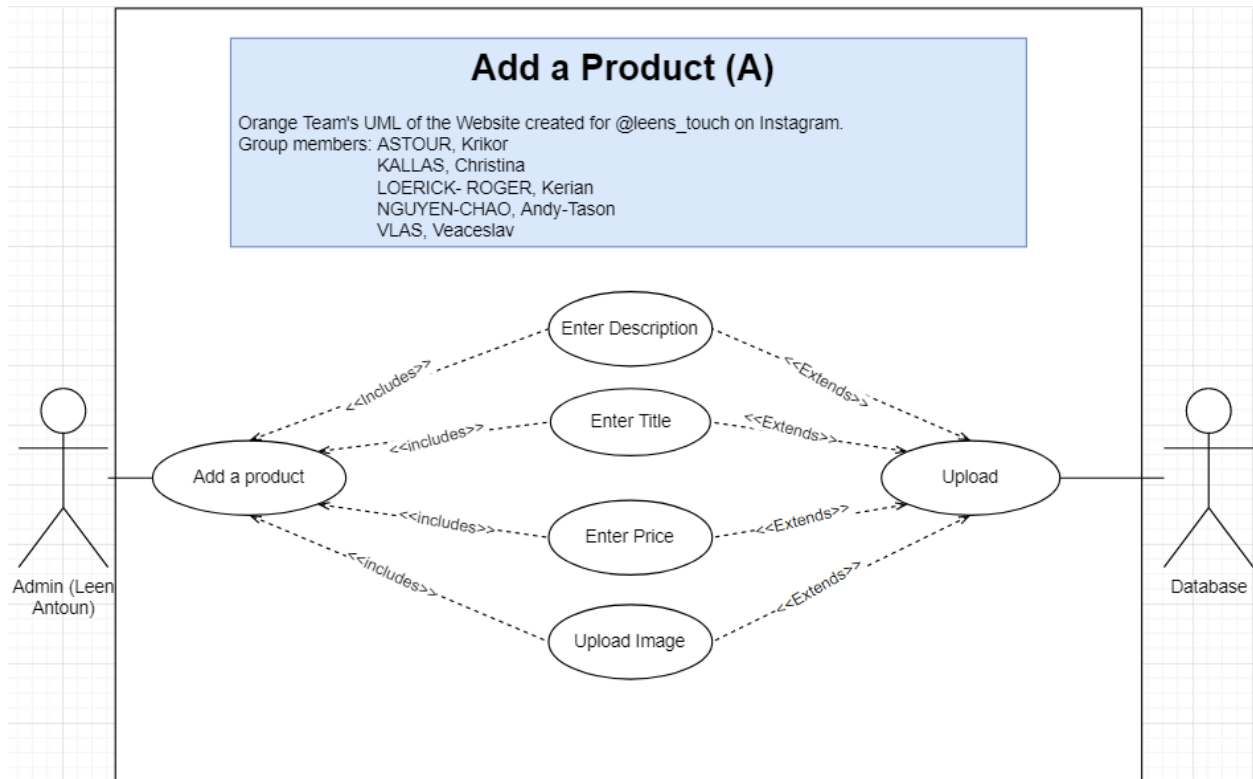 Add a Product (A)
Orange Team's UML of the Website created for @leens_touch on Instagram.
Group members: ASTOUR, Krikor
KALLAS, Christina
LOERICK- ROGER, Kerian
NGUYEN-CHAO, Andy-Tason
VLAS, Veaceslav
Enter Description
<<Includes>>
<<Extends>>
Enter Title
<<includes>>
<<Extends>>
Add a product
Upload
<<includes>>
<<Extends>>
Enter Price
<<includes>>
<<Extends>>
Admin (Leen
Antoun)
Database
Upload Image